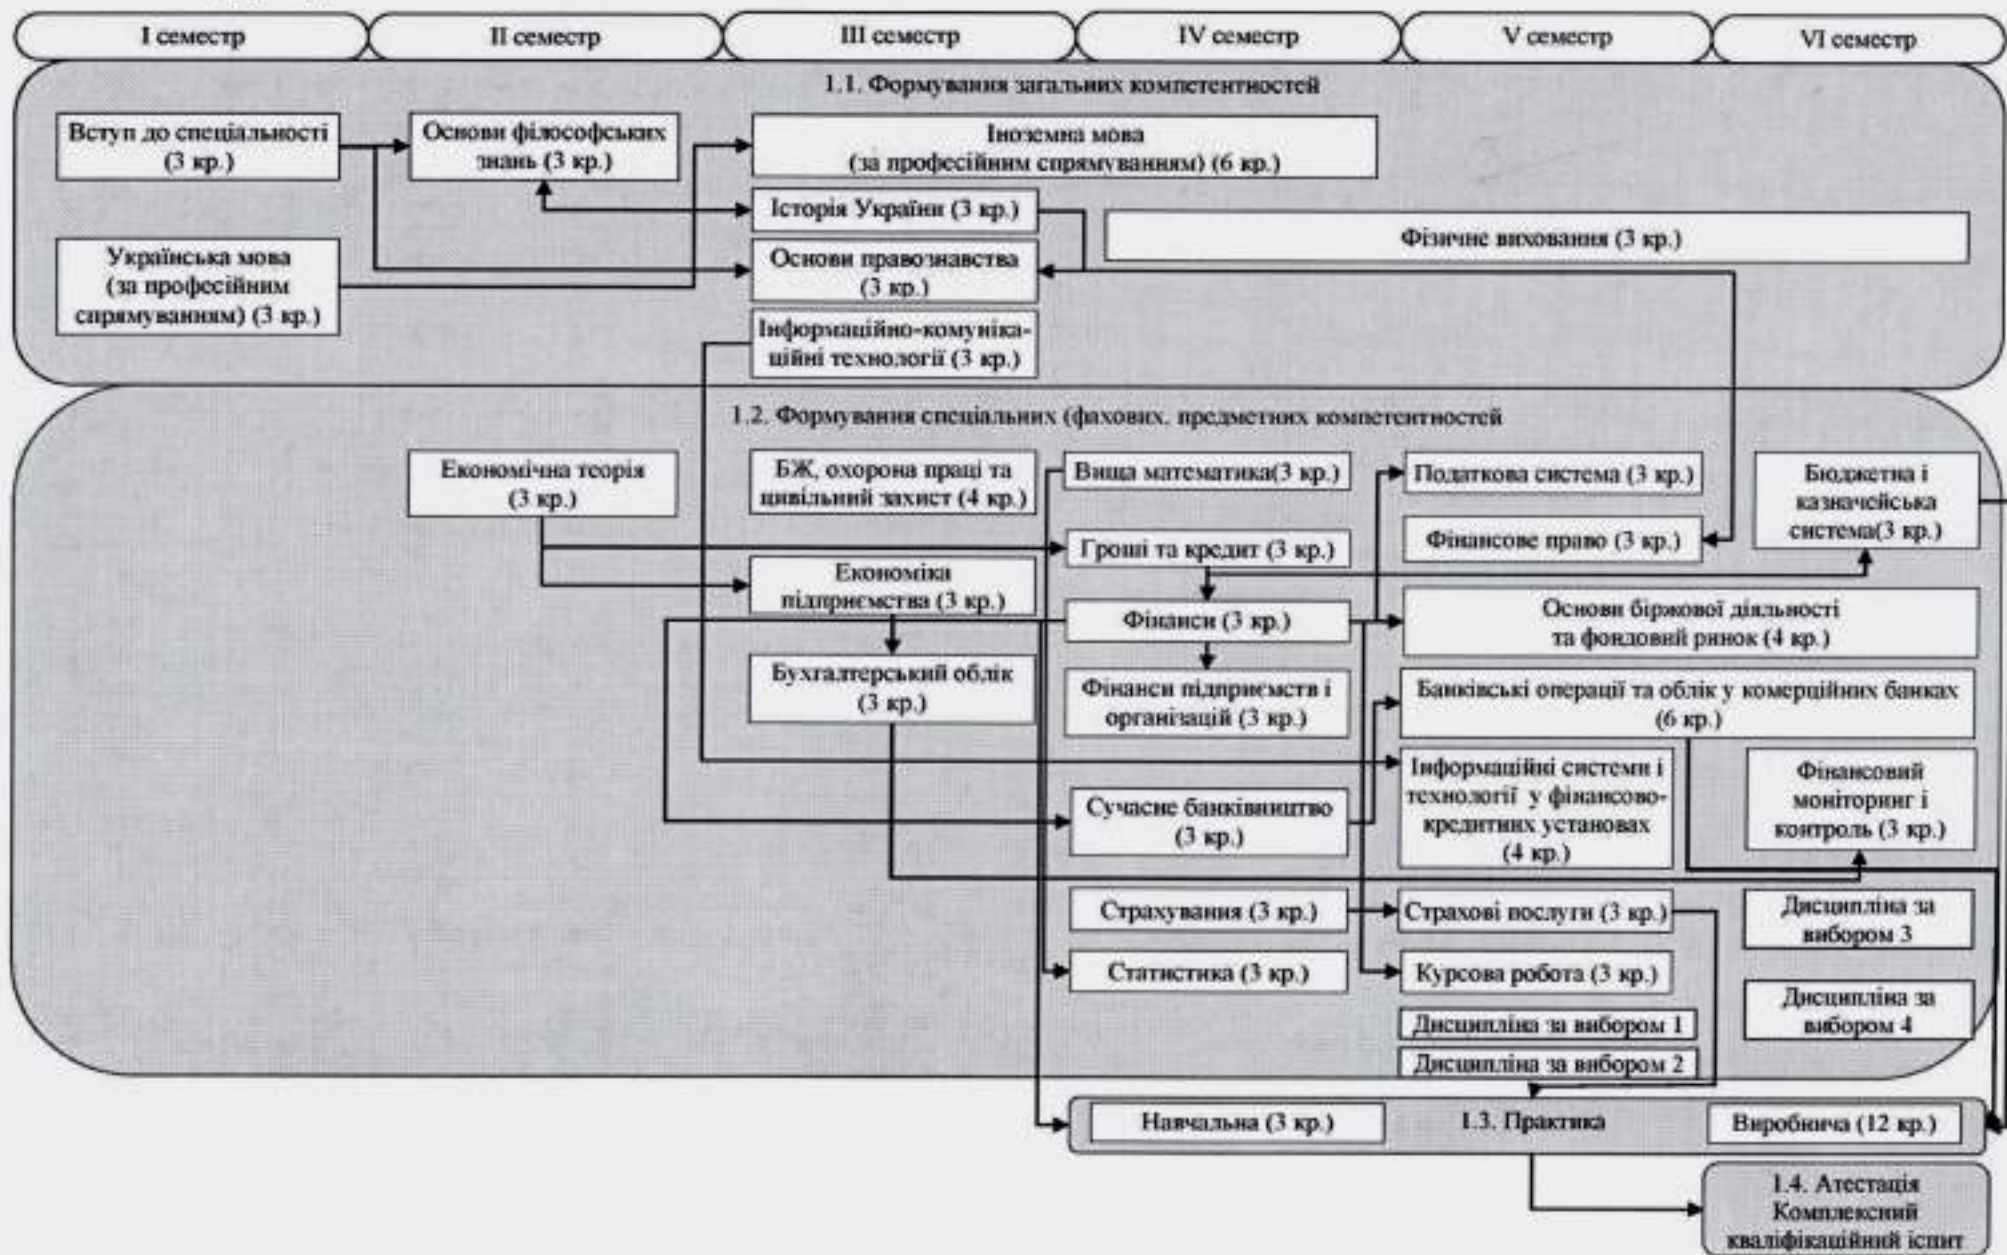 I семестр
II семестр
III семестр
IV семестр
V семестр
VI семестр
1.1. Формування загальних компетентностей
Вступ до спеціальності
(3 кр.)
Основи філософських
знань (3 кр.)
Іноземна мова
(за професійним спрямуванням) (6 кр.)
Історія України (3 кр.)
Фізичне виховання (3 кр.)
Українська мова
(за професійним
спрямуванням) (3 кр.)
Основи правознавства
(3 кр.)
Інформаційно-комуніка-
ційні технології (3 кр.)
1.2. Формування спеціальних (фахових, предметних компетентностей
Економічна теорія
(3 кр.)
БЖ, охорона праці та
цивільний захист (4 кр.)
Вища математика(3 кр.)
Податкова система (3 кр.)
Бюджетна і
казначейська
система(3 кр.)
Гроші та кредит (3 кр.)
Фінансове право (3 кр.)
Економіка
підприємства (3 кр.)
Фінанси (3 кр.)
Основи біржової діяльності
та фондовий ринок (4 кр.)
Бухгалтерський облік
(3 кр.)
Фінанси підприємств і
організацій (3 кр.)
Банківські операції та облік у комерційних банках
(6 кр.)
Сучасне банківництво
(3 кр.)
Інформаційні системи і
технології у фінансово-
кредитних установах
(4 кр.)
Фінансовий
моніторинг і
контроль (3 кр.)
Страхування (3 кр.)
Страхові послуги (3 кр.)
Дисципліна за
вибором 3
Статистика (3 кр.)
Курсова робота (3 кр.)
Дисципліна за
вибором 4
Дисципліна за вибором 1
Дисципліна за вибором 2
Навчальна (3 кр.)
1.3. Практика
Виробнича (12 кр.)
1.4. Атестація
Комплексний
кваліфікаційний іспит